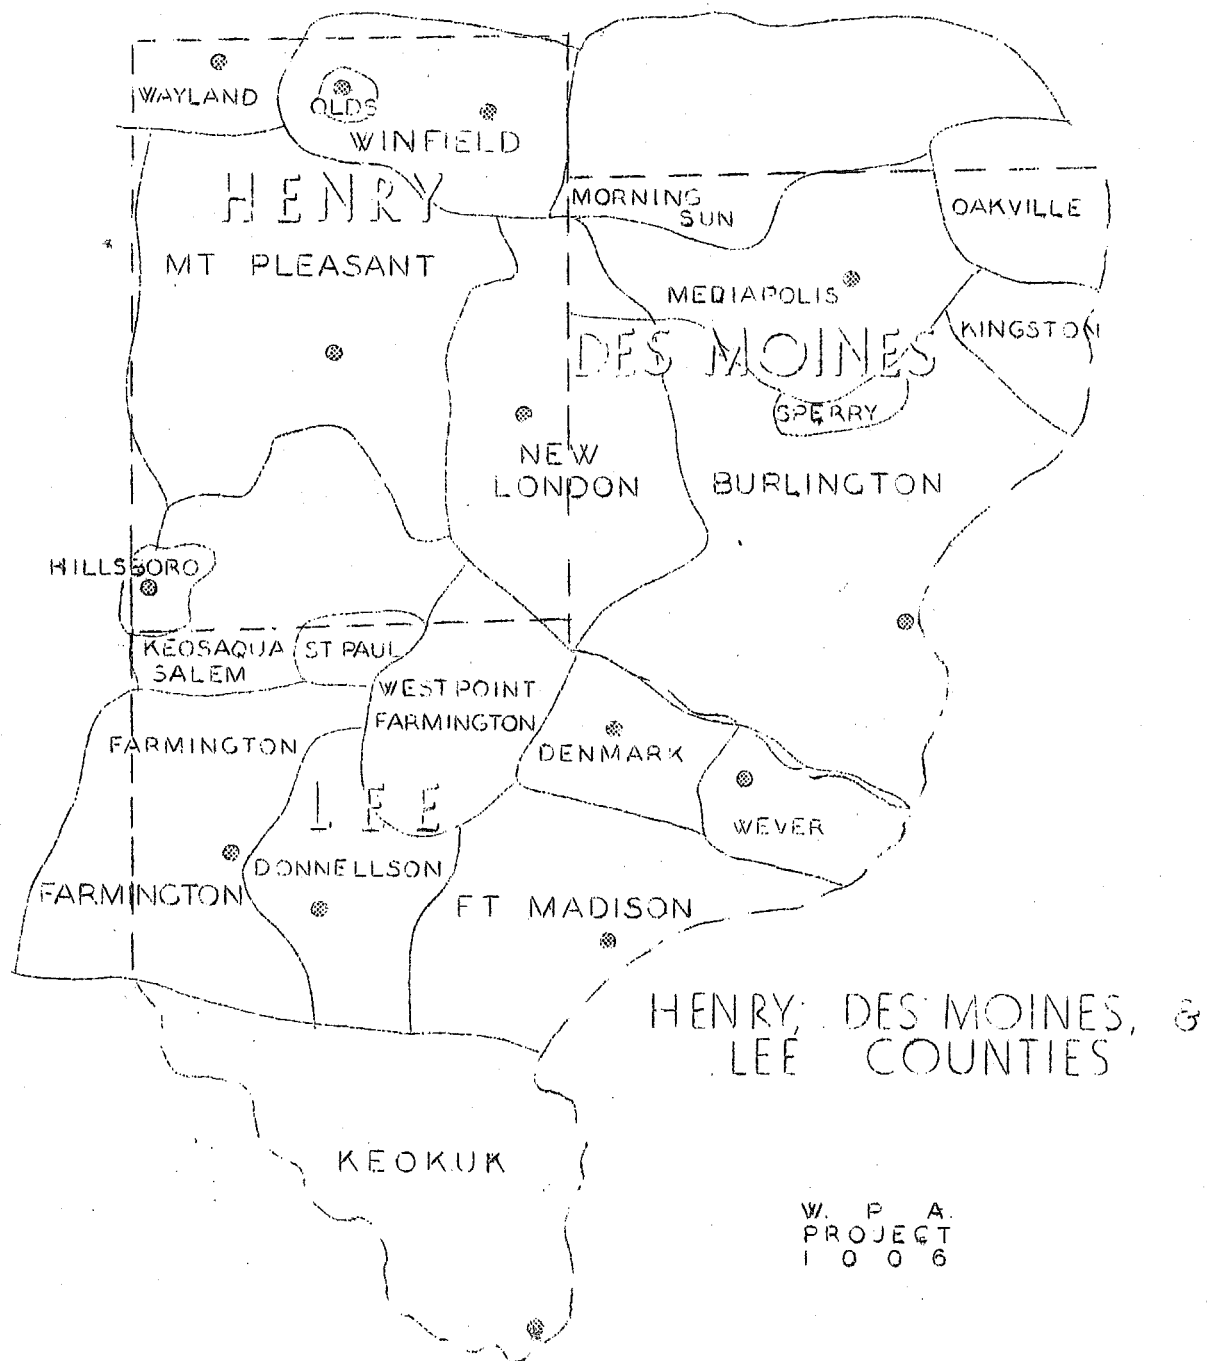 WAYLAND
OLDS
WINFIELD
HENRY
MORNING
SUN
OAKVILLE
MT PLEASANT
MEDIAPOLIS
KINGSTON
DES MOINES
SPERRY
NEW
LONDON
BURLINGTON
HILLSBORO
KEOSAQUA
SALEM
ST PAUL
WEST POINT
FARMINGTON
FARMINGTON
DENMARK
LEE
WEVER
DONNELLSON
FARMINGTON
FT MADISON
HENRY, DES MOINES, &
LEE COUNTIES
KEOKUK
W. P. A.
PROJECT
1006